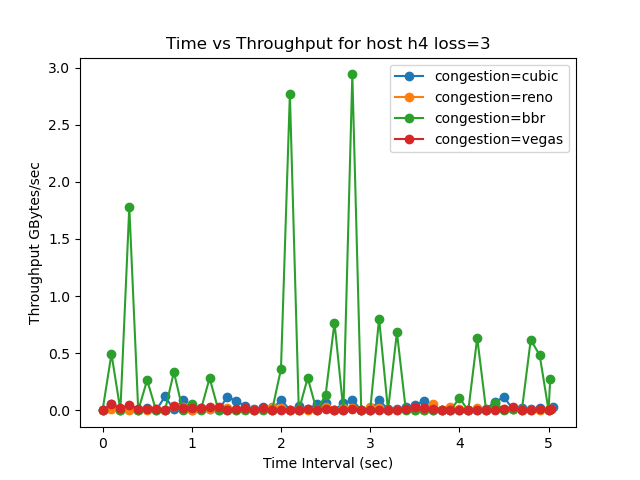 Time vs Throughput for host h4 loss=3
congestion=cubic
congestion=reno
congestion=bbr
congestion=vegas
Throughput GBytes/sec
3.0
2.5
2.0
1.5
1.0
0.5
0.0
0 1 2 3 4 5
Time Interval (sec)